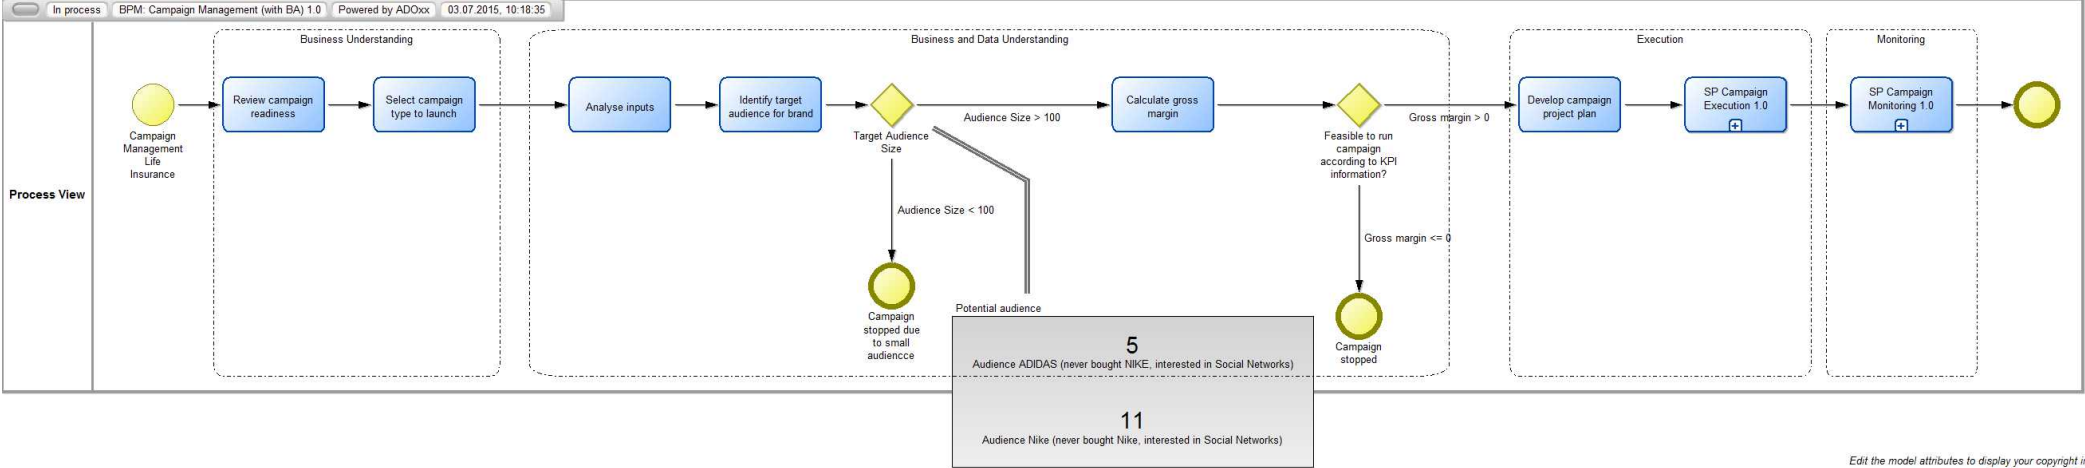 In process BPM: Campaign Management (with BA) 1.0 Powered by ADOxx 03.07.2015, 10:18:35
Process View
Campaign
Management
Life
Insurance
Business Understanding
Review campaign
readiness
Select campaign
type to launch
Business and Data Understanding
Analyse inputs
Identify target
audience for brand
Target Audience
Size
Audience Size > 100
Audience Size < 100
Campaign
stopped due
to small
audiencce
Potential audience
5
Audience ADIDAS (never bought NIKE, interested in Social Networks)
11
Audience Nike (never bought Nike, interested in Social Networks)
Calculate gross
margin
Feasible to run
campaign
according to KPI
information?
Gross margin > 0
Gross margin <= 0
Campaign
stopped
Execution
Develop campaign
project plan
SP Campaign
Execution 1.0
Monitoring
SP Campaign
Monitoring 1.0
Edit the model attributes to display your copyright